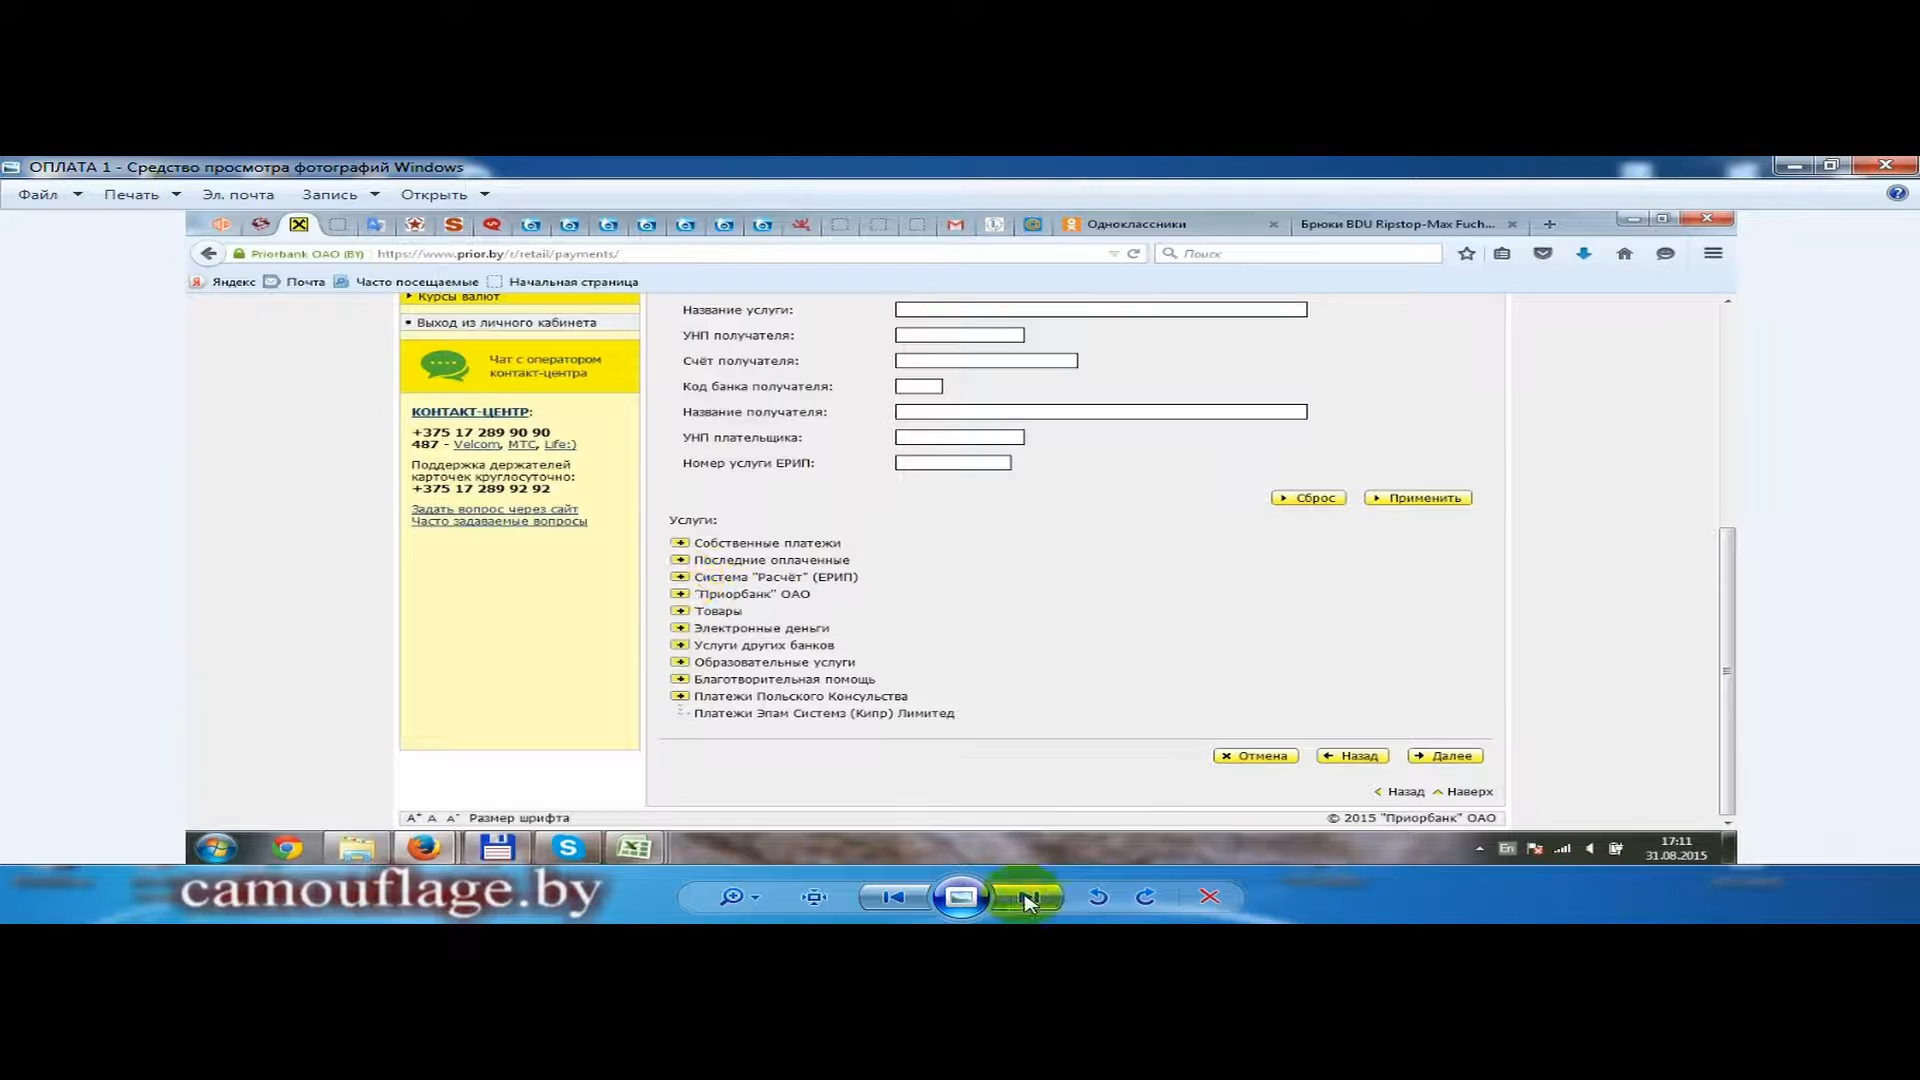 ОПЛАТА 1 - Средство просмотра фотографий Windows
Файл Печать Эл. почта Запись Открыть
Одноклассники Брюки BDU Ripstop-Max Fuch...
Priorbank OAO (BY) https://www.prior.by/r/retail/payments/ Поиск
Яндекс Почта Часто посещаемые Начальная страница
Курсы валют
Выход из личного кабинета
Чат с оператором
контакт-центра
КОНТАКТ-ЦЕНТР:
+375 17 289 90 90
487 - Velcom, МТС, Life:)
Поддержка держателей
карточек круглосуточно:
+375 17 289 92 92
Задать вопрос через сайт
Часто задаваемые вопросы
Название услуги:
УНП получателя:
Счёт получателя:
Код банка получателя:
Название получателя:
УНП плательщика:
Номер услуги ЕРИП:
Сброс Применить
Услуги:
Собственные платежи
Последние оплаченные
Система "Расчёт" (ЕРИП)
"Приорбанк" ОАО
Товары
Электронные деньги
Услуги других банков
Образовательные услуги
Благотворительная помощь
Платежи Польского Консульства
Платежи Эпам Системз (Кипр) Лимитед
Отмена Назад Далее
Назад Наверх
A+ A A- Размер шрифта © 2015 "Приорбанк" ОАО
En 17:11
31.08.2015
camouflage.by